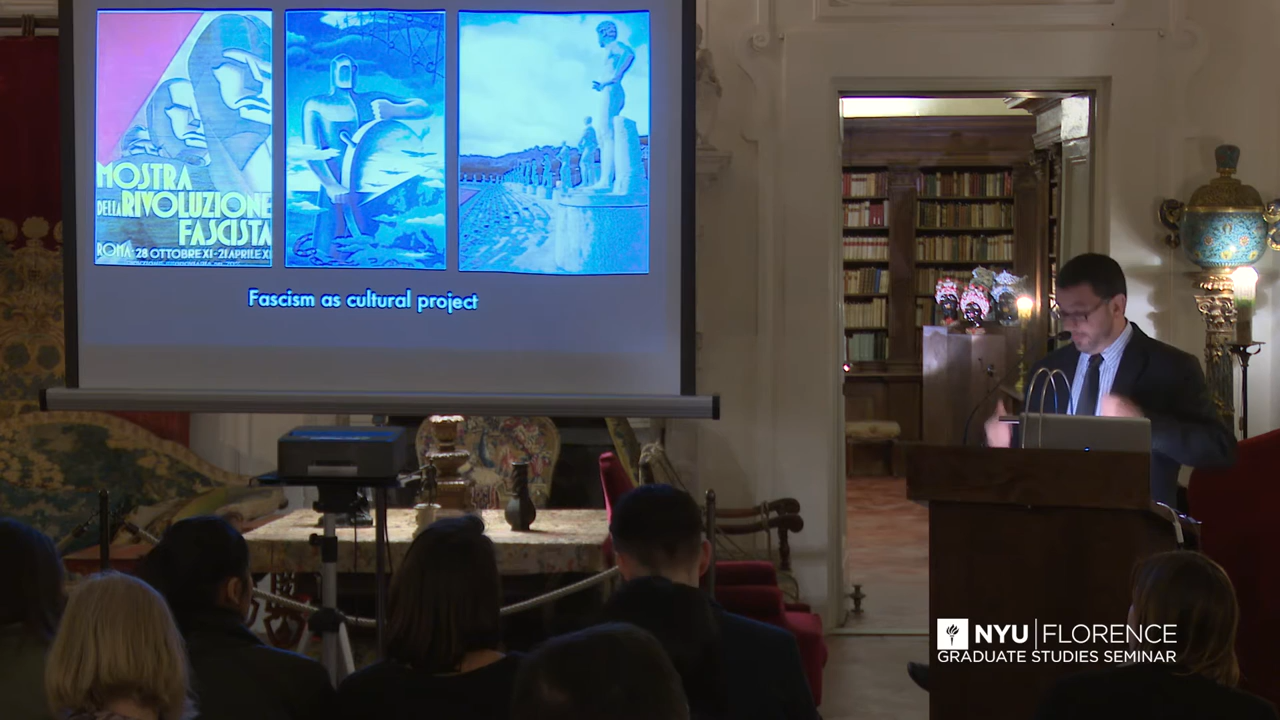 MOSTRA
DELLA RIVOLUZIONE
FASCISTA
ROMA·28 OTTOBRE XI-21 APRILE XI
Fascism as cultural project
NYU FLORENCE
GRADUATE STUDIES SEMINAR